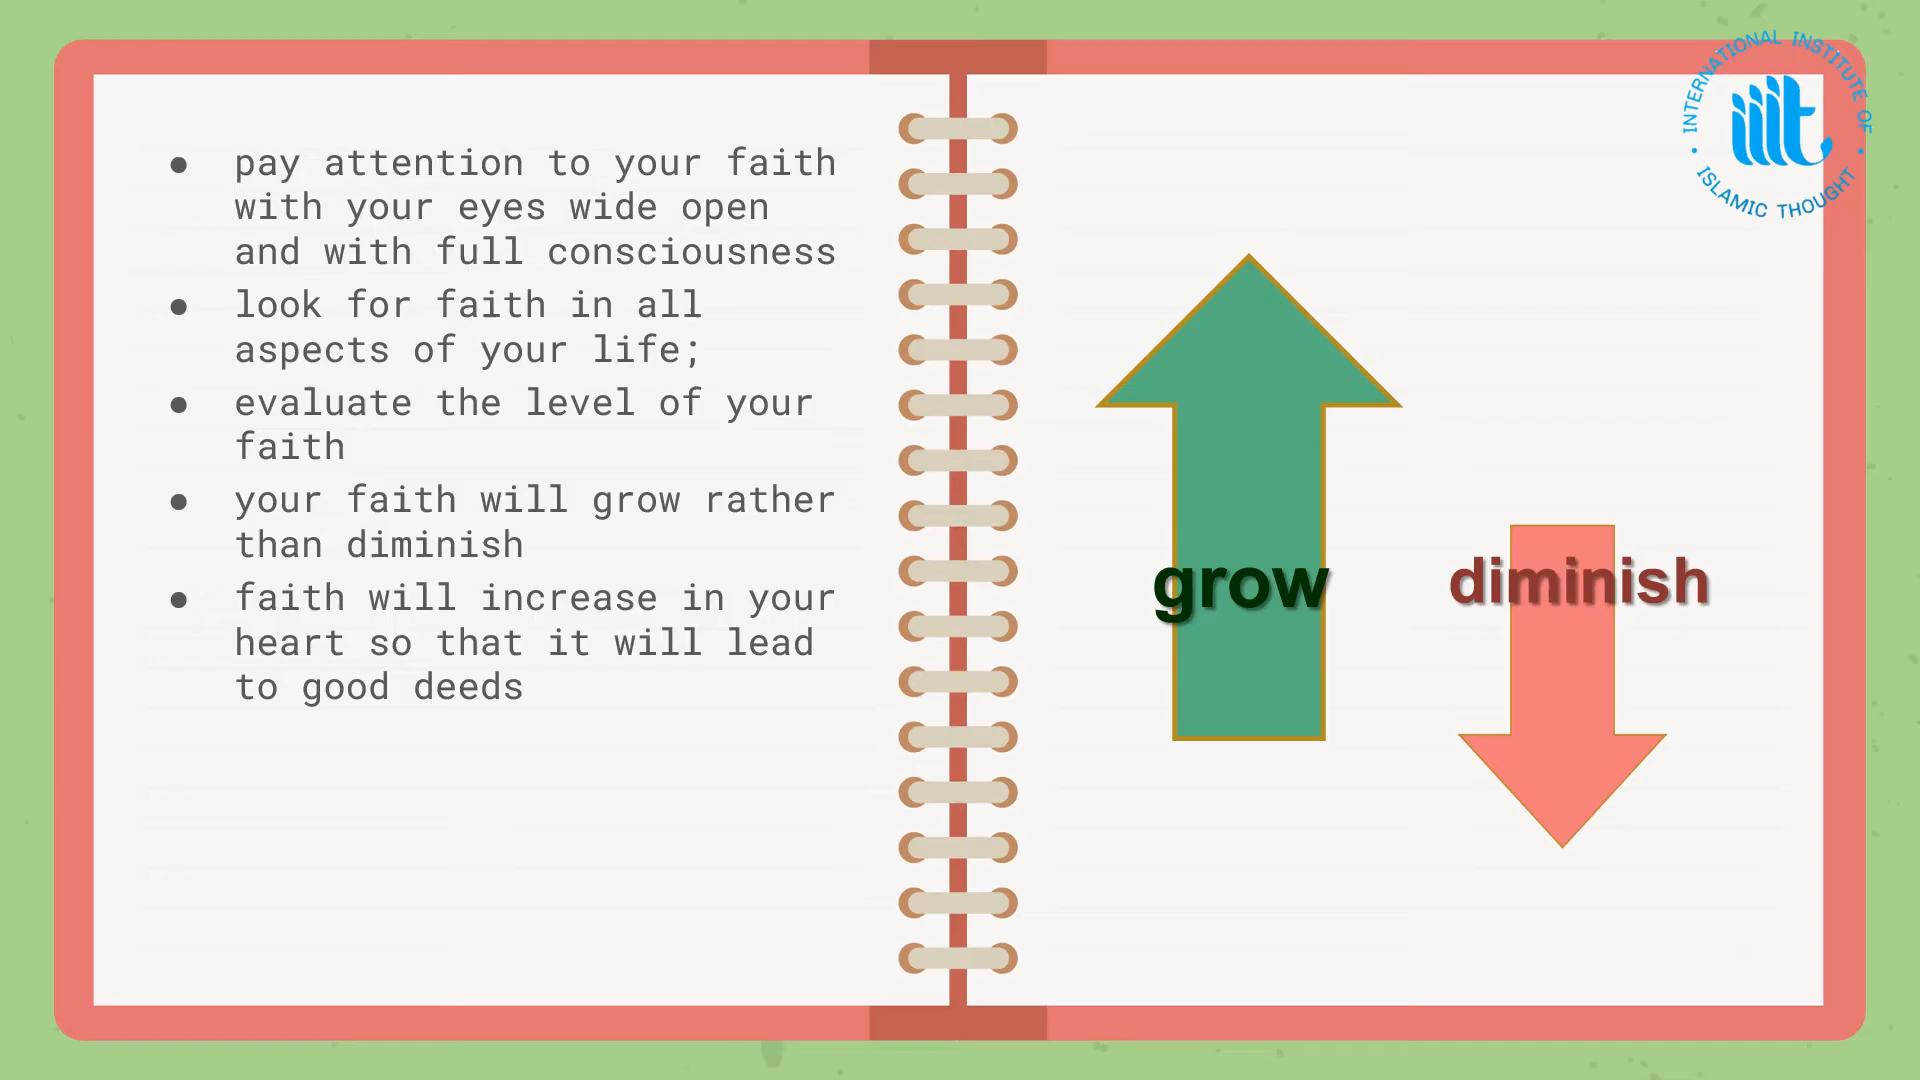 ● pay attention to your faith
with your eyes wide open
and with full consciousness
● look for faith in all
aspects of your life;
● evaluate the level of your
faith
● your faith will grow rather
than diminish
● faith will increase in your
heart so that it will lead
to good deeds
INTERNATIONAL INSTITUTE OF
iiit
ISLAMIC THOUGHT
grow
diminish